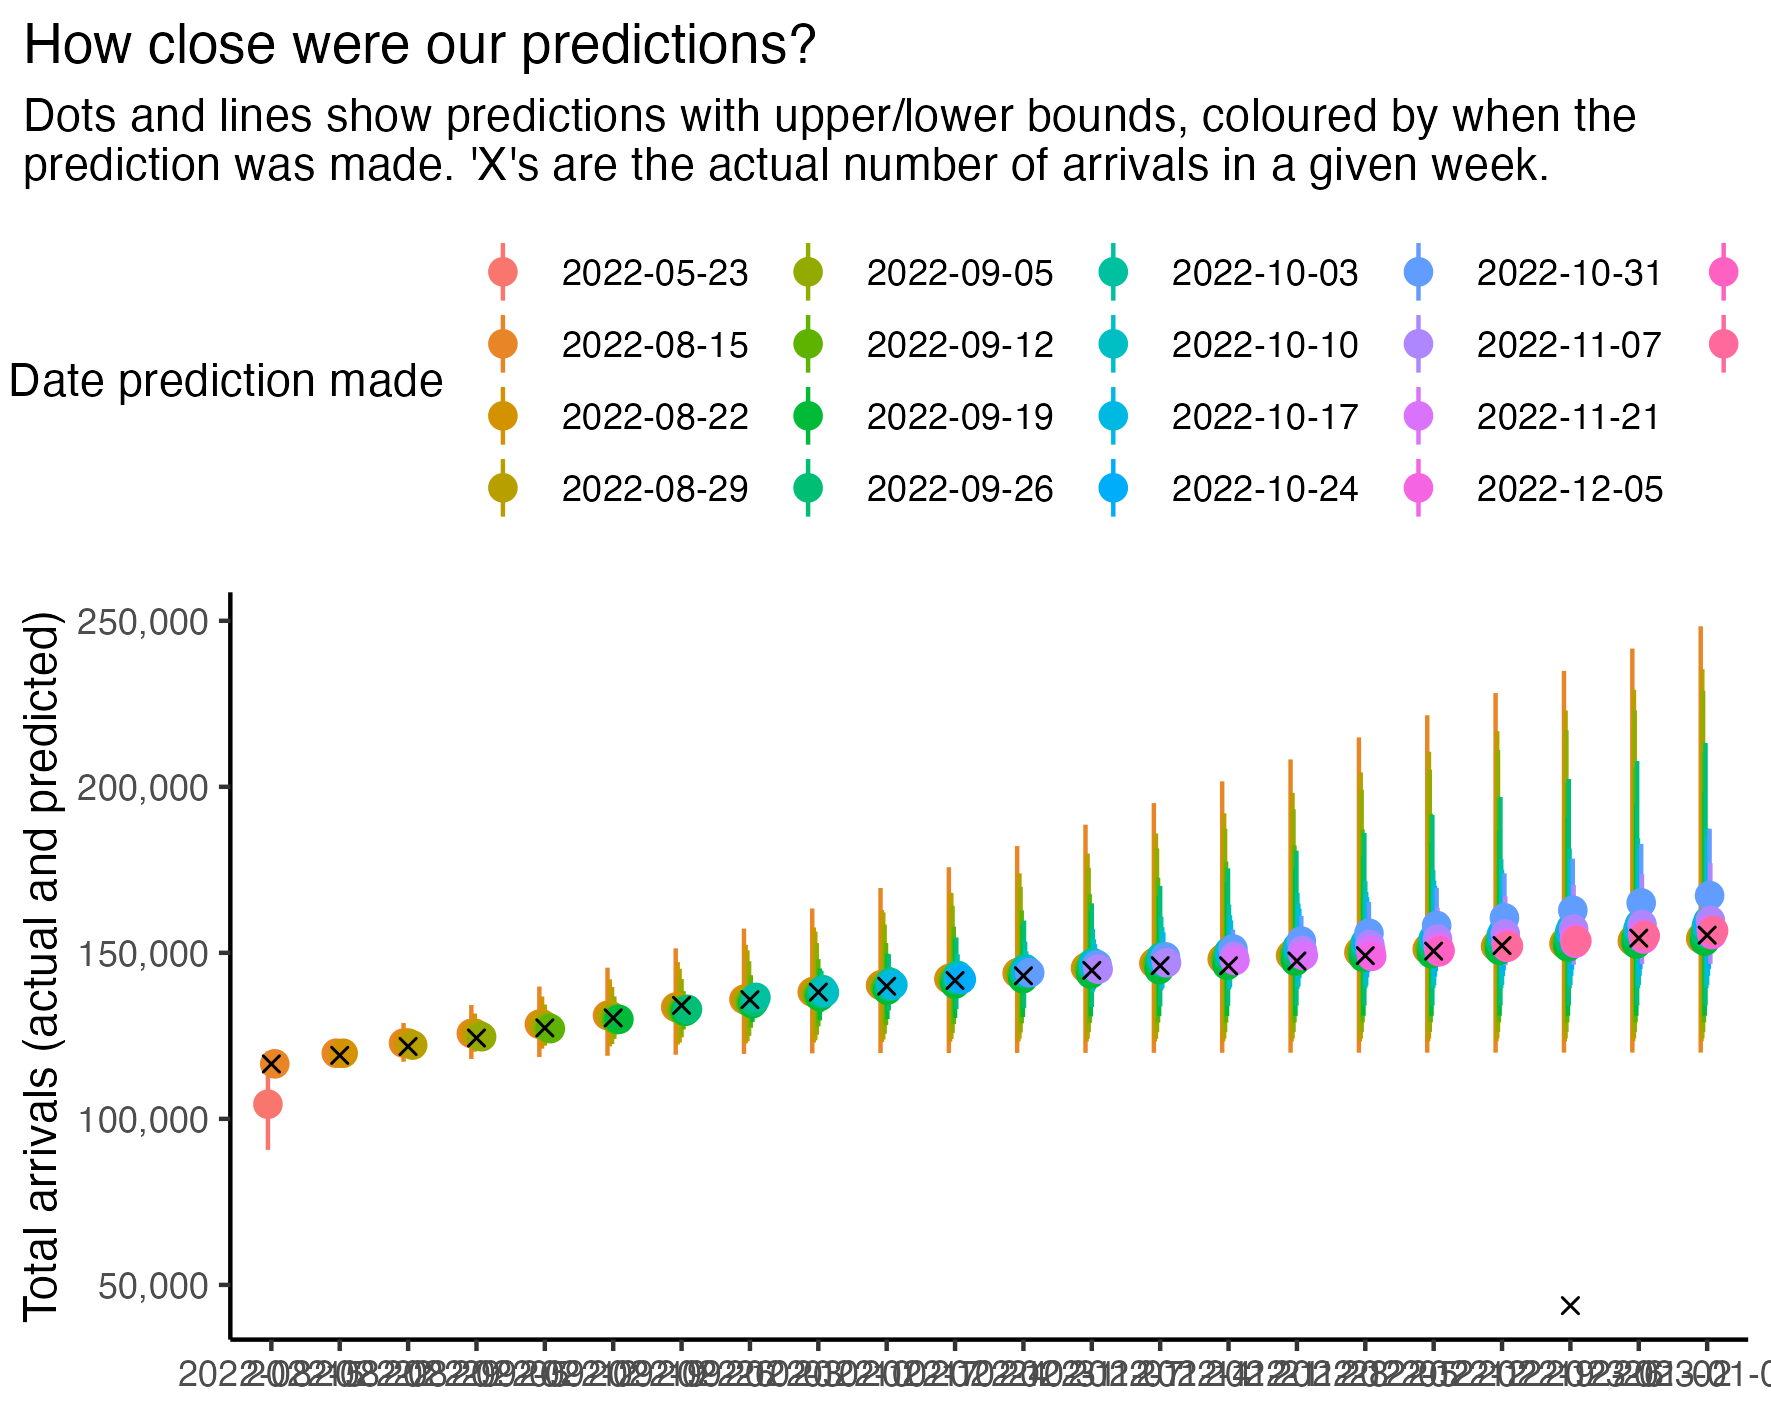 How close were our predictions?
Dots and lines show predictions with upper/lower bounds, coloured by when the
prediction was made. 'X's are the actual number of arrivals in a given week.
Date prediction made
2022-05-23 2022-09-05 2022-10-03 2022-10-31
2022-08-15 2022-09-12 2022-10-10 2022-11-07
2022-08-22 2022-09-19 2022-10-17 2022-11-21
2022-08-29 2022-09-26 2022-10-24 2022-12-05
Total arrivals (actual and predicted)
250,000
200,000
150,000
100,000
50,000